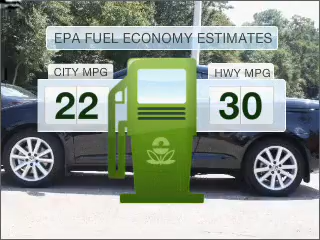 EPA FUEL ECONOMY ESTIMATES
CITY MPG
HWY MPG
22
30